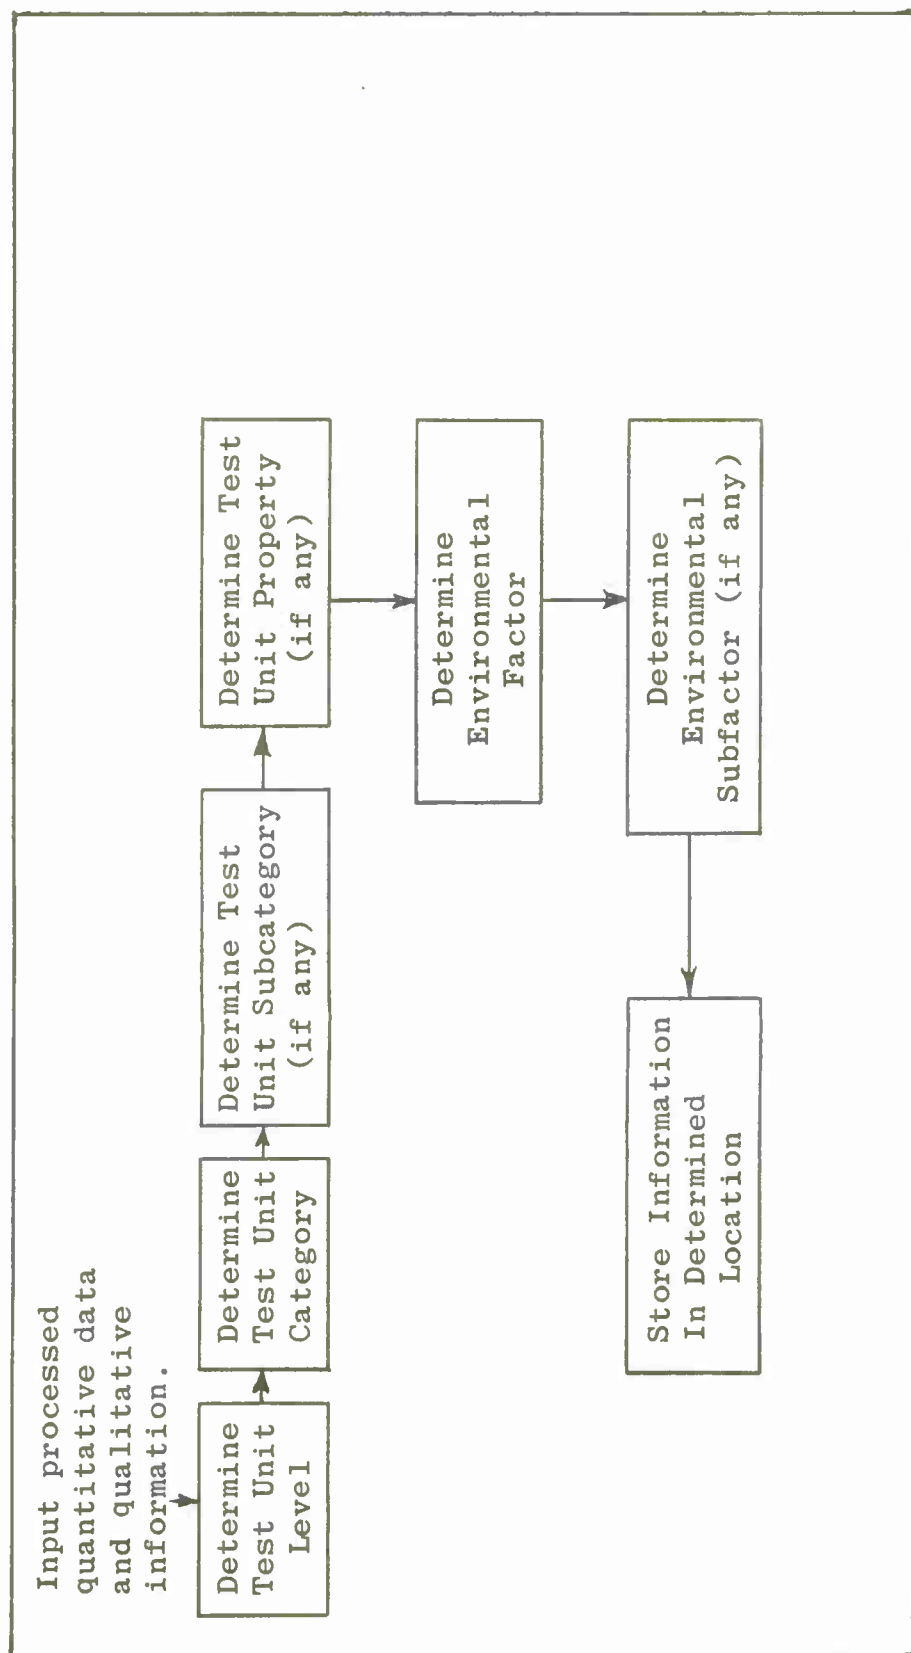 Input processed
quantitative data
and qualitative
information.
Determine
Test Unit
Level
Determine
Test Unit
Category
Determine Test
Unit Subcategory
(if any)
Determine Test
Unit Property
(if any)
Determine
Environmental
Factor
Determine
Environmental
Subfactor (if any)
Store Information
In Determined
Location